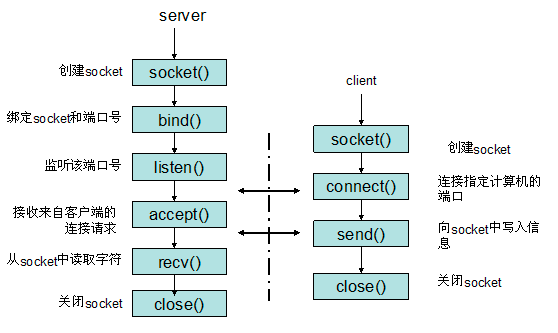 server
创建socket
socket()
绑定socket和端口号
bind()
监听该端口号
listen()
接收来自客户端的
连接请求
accept()
从socket中读取字符
recv()
关闭socket
close()
client
socket()
创建socket
connect()
连接指定计算机的
端口
send()
向socket中写入信
息
close()
关闭socket